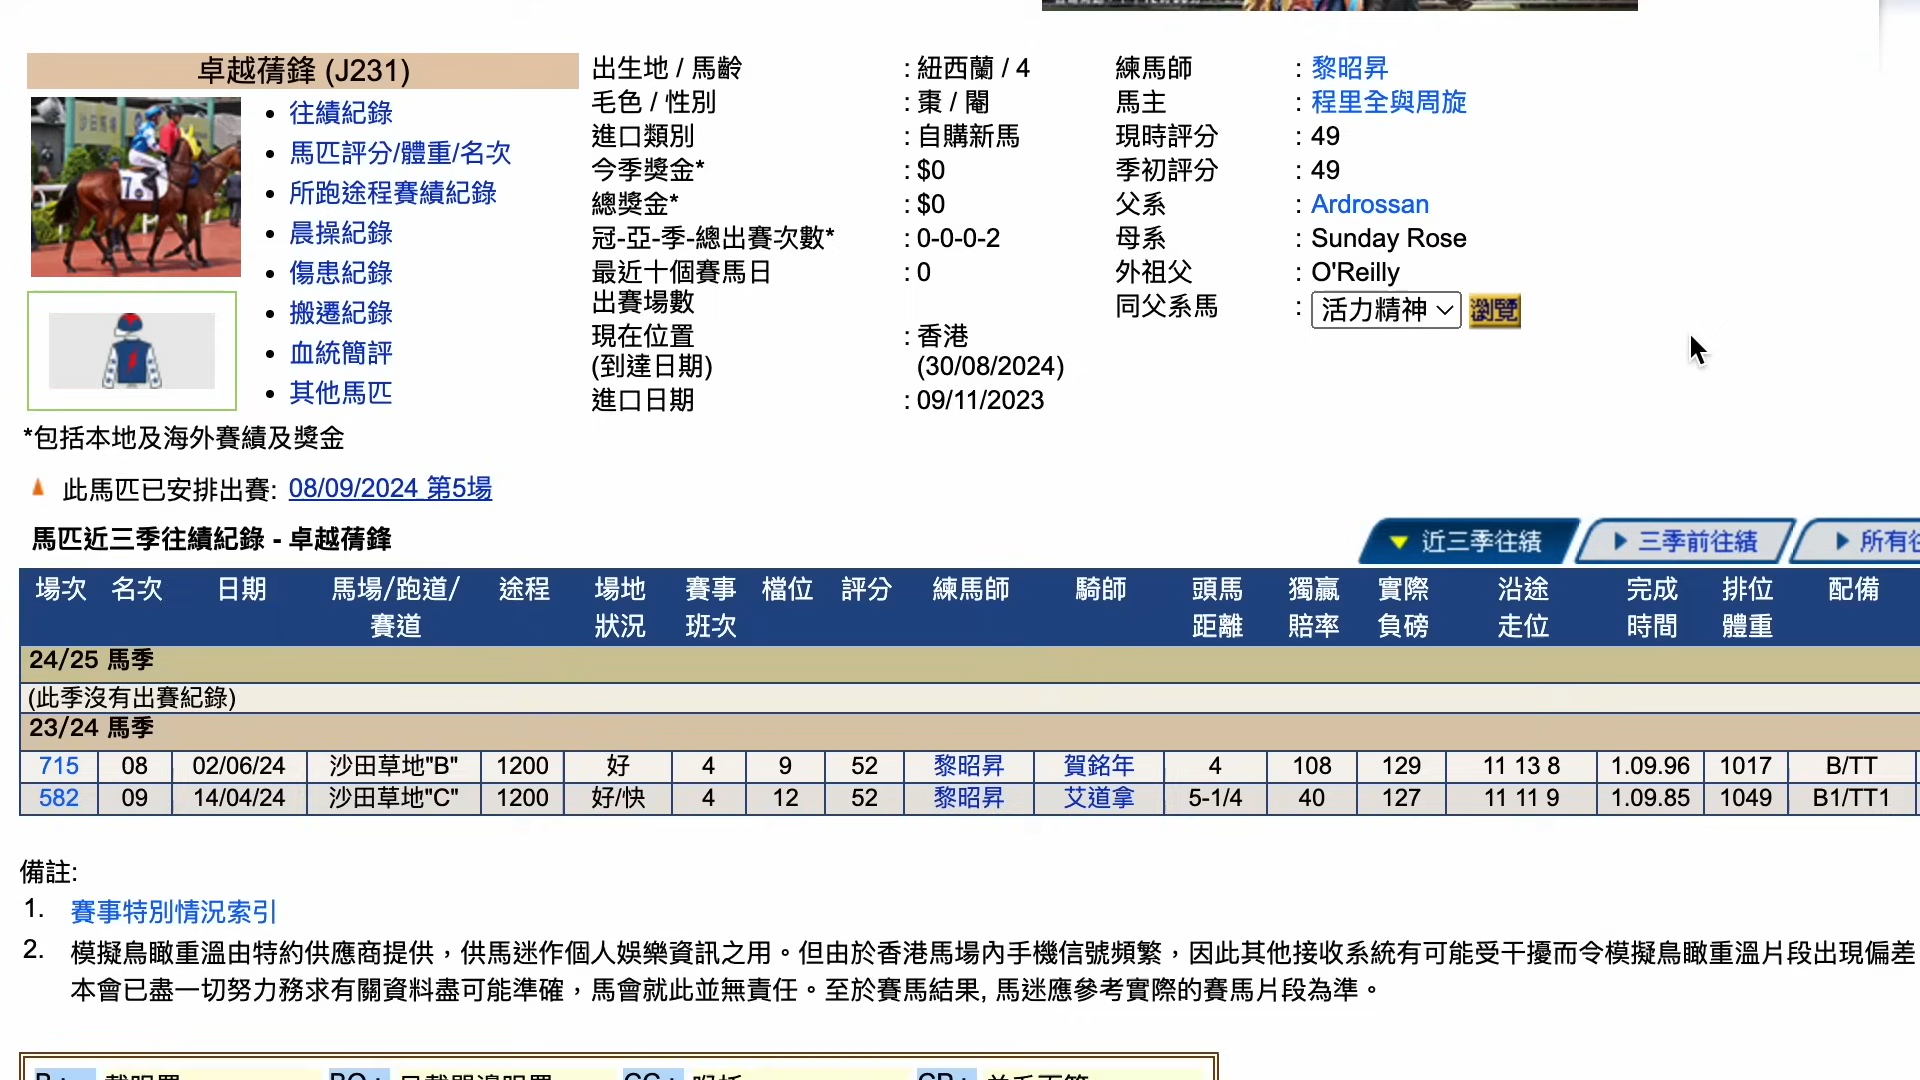 卓越蒨鋒 (J231)
往績紀錄
馬匹評分/體重/名次
所跑途程賽績紀錄
晨操紀錄
傷患紀錄
搬遷紀錄
血統簡評
其他馬匹
出生地 / 馬齡 : 紐西蘭 / 4
毛色 / 性別 : 棗 / 閹
進口類別 : 自購新馬
今季獎金* : $0
總獎金* : $0
冠-亞-季-總出賽次數* : 0-0-0-2
最近十個賽馬日 : 0
出賽場數
現在位置 : 香港
(到達日期) (30/08/2024)
進口日期 : 09/11/2023
練馬師 : 黎昭昇
馬主 : 程里全與周旋
現時評分 : 49
季初評分 : 49
父系 : Ardrossan
母系 : Sunday Rose
外祖父 : O'Reilly
同父系馬 : 活力精神 瀏覽
*包括本地及海外賽績及獎金
此馬匹已安排出賽: 08/09/2024 第5場
馬匹近三季往績紀錄 - 卓越蒨鋒
近三季往績 三季前往績 所有
場次 名次 日期 馬場/跑道/ 途程 場地 賽事 檔位 評分 練馬師 騎師 頭馬 獨贏 實際 沿途 完成 排位 配備
賽道 狀況 班次 距離 賠率 負磅 走位 時間 體重
24/25 馬季
(此季沒有出賽紀錄)
23/24 馬季
715 08 02/06/24 沙田草地"B" 1200 好 4 9 52 黎昭昇 賀銘年 4 108 129 11 13 8 1.09.96 1017 B/TT
582 09 14/04/24 沙田草地"C" 1200 好/快 4 12 52 黎昭昇 艾道拿 5-1/4 40 127 11 11 9 1.09.85 1049 B1/TT1
備註:
1. 賽事特別情況索引
2. 模擬鳥瞰重溫由特約供應商提供，供馬迷作個人娛樂資訊之用。但由於香港馬場內手機信號頻繁，因此其他接收系統有可能受干擾而令模擬鳥瞰重溫片段出現偏差
本會已盡一切努力務求有關資料盡可能準確，馬會就此並無責任。至於賽馬結果, 馬迷應參考實際的賽馬片段為準。